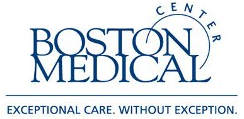 BOSTON
MEDICAL
CENTER
EXCEPTIONAL CARE. WITHOUT EXCEPTION.